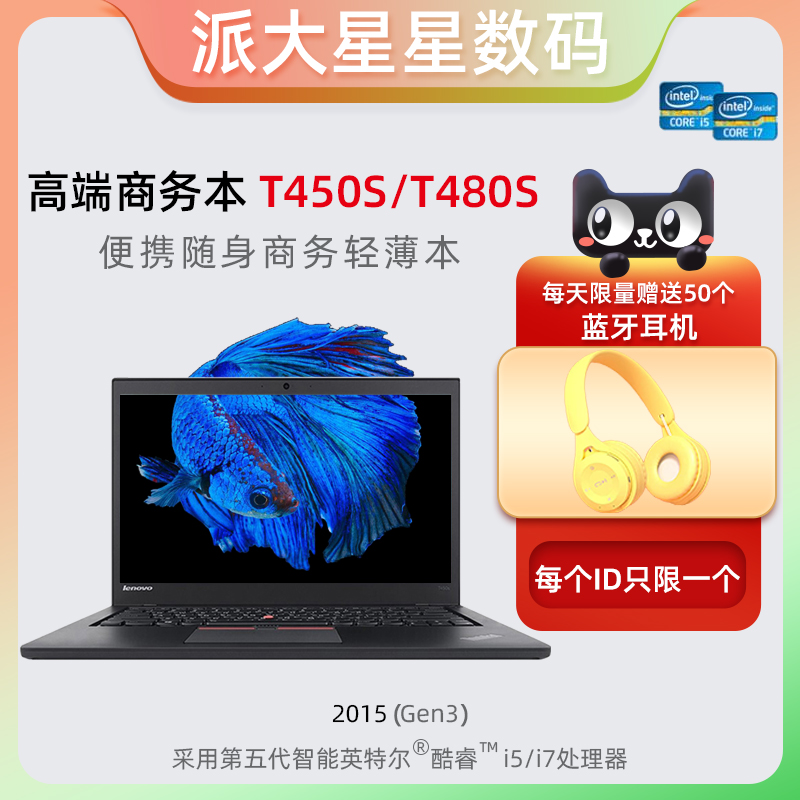 派大星星数码
intel inside
CORE i5
intel inside
CORE i7
高端商务本 T450S/T480S
便携随身商务轻薄本
每天限量赠送50个
蓝牙耳机
lenovo
每个ID只限一个
2015 (Gen3)
采用第五代智能英特尔®酷睿™ i5/i7处理器